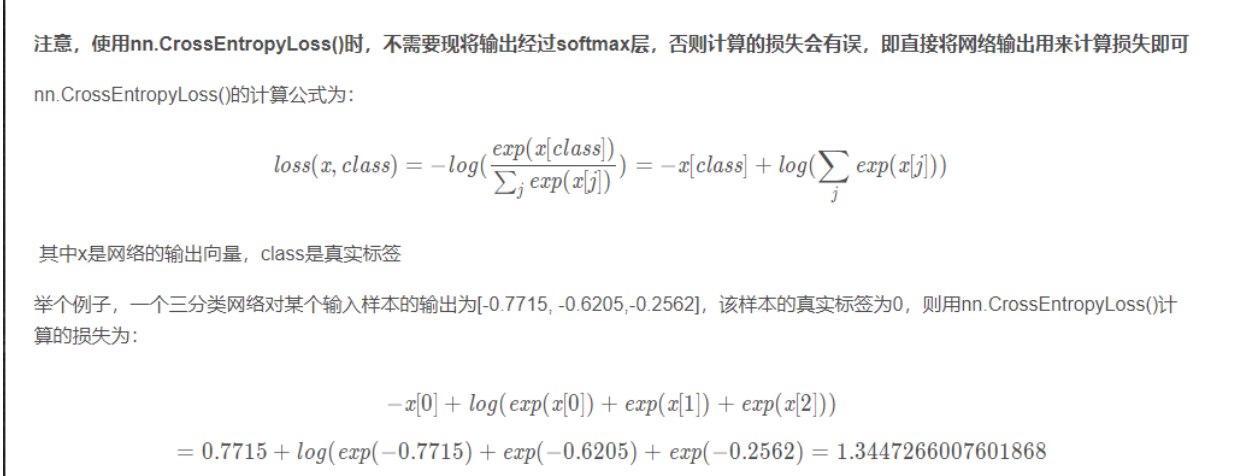 注意，使用nn.CrossEntropyLoss()时，不需要现将输出经过softmax层，否则计算的损失会有误，即直接将网络输出用来计算损失即可
nn.CrossEntropyLoss()的计算公式为：
loss(x, class) = −log(exp(x[class]) / ∑_j exp(x[j])) = −x[class] + log(∑_j exp(x[j]))
其中x是网络的输出向量，class是真实标签
举个例子，一个三分类网络对某个输入样本的输出为[-0.7715, -0.6205,-0.2562]，该样本的真实标签为0，则用nn.CrossEntropyLoss()计
算的损失为：
−x[0] + log(exp(x[0]) + exp(x[1]) + exp(x[2]))
= 0.7715 + log(exp(−0.7715) + exp(−0.6205) + exp(−0.2562) = 1.3447266007601868